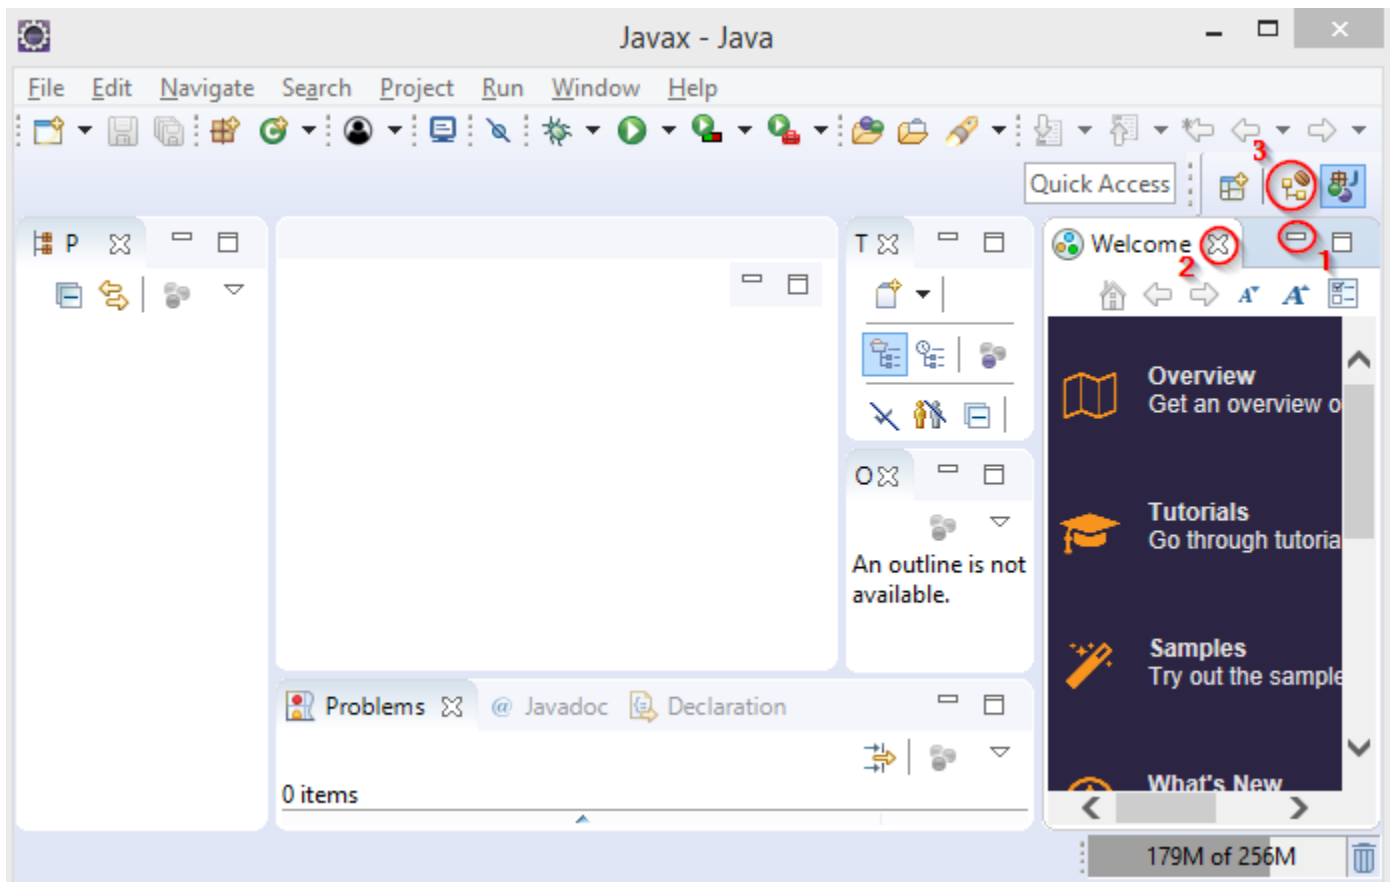 Javax - Java
File Edit Navigate Search Project Run Window Help
3
Quick Access
P
T
Welcome
2
1
Overview
Get an overview o
Tutorials
Go through tutoria
O
An outline is not
available.
Samples
Try out the sample
Problems @ Javadoc Declaration
What's New
0 items
179M of 256M